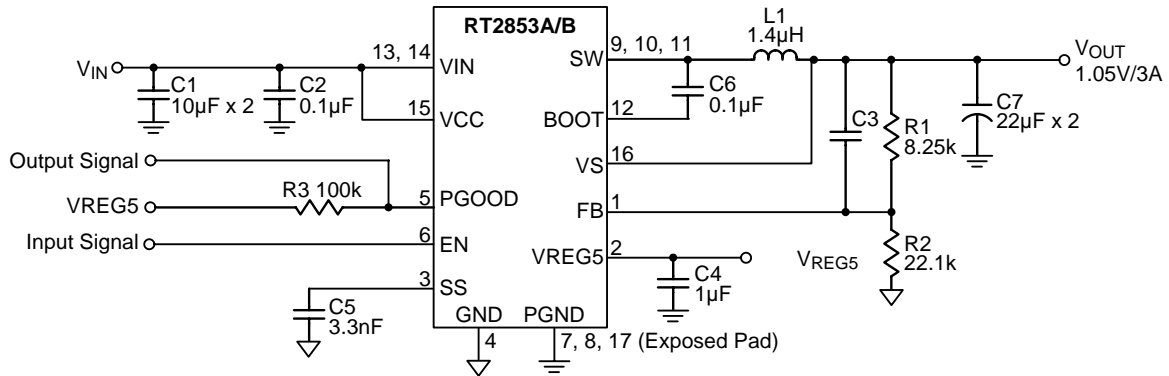 RT2853A/B
VIN
13, 14
VIN
C1
10µF x 2
C2
0.1µF
15
VCC
Output Signal
VREG5
R3 100k
5
PGOOD
Input Signal
6
EN
3
SS
C5
3.3nF
GND
4
PGND
7, 8, 17 (Exposed Pad)
SW
9, 10, 11
L1
1.4µH
C6
0.1µF
BOOT
12
VS
16
FB
1
VREG5
2
C4
1µF
VREG5
C3
R1
8.25k
R2
22.1k
C7
22µF x 2
VOUT
1.05V/3A